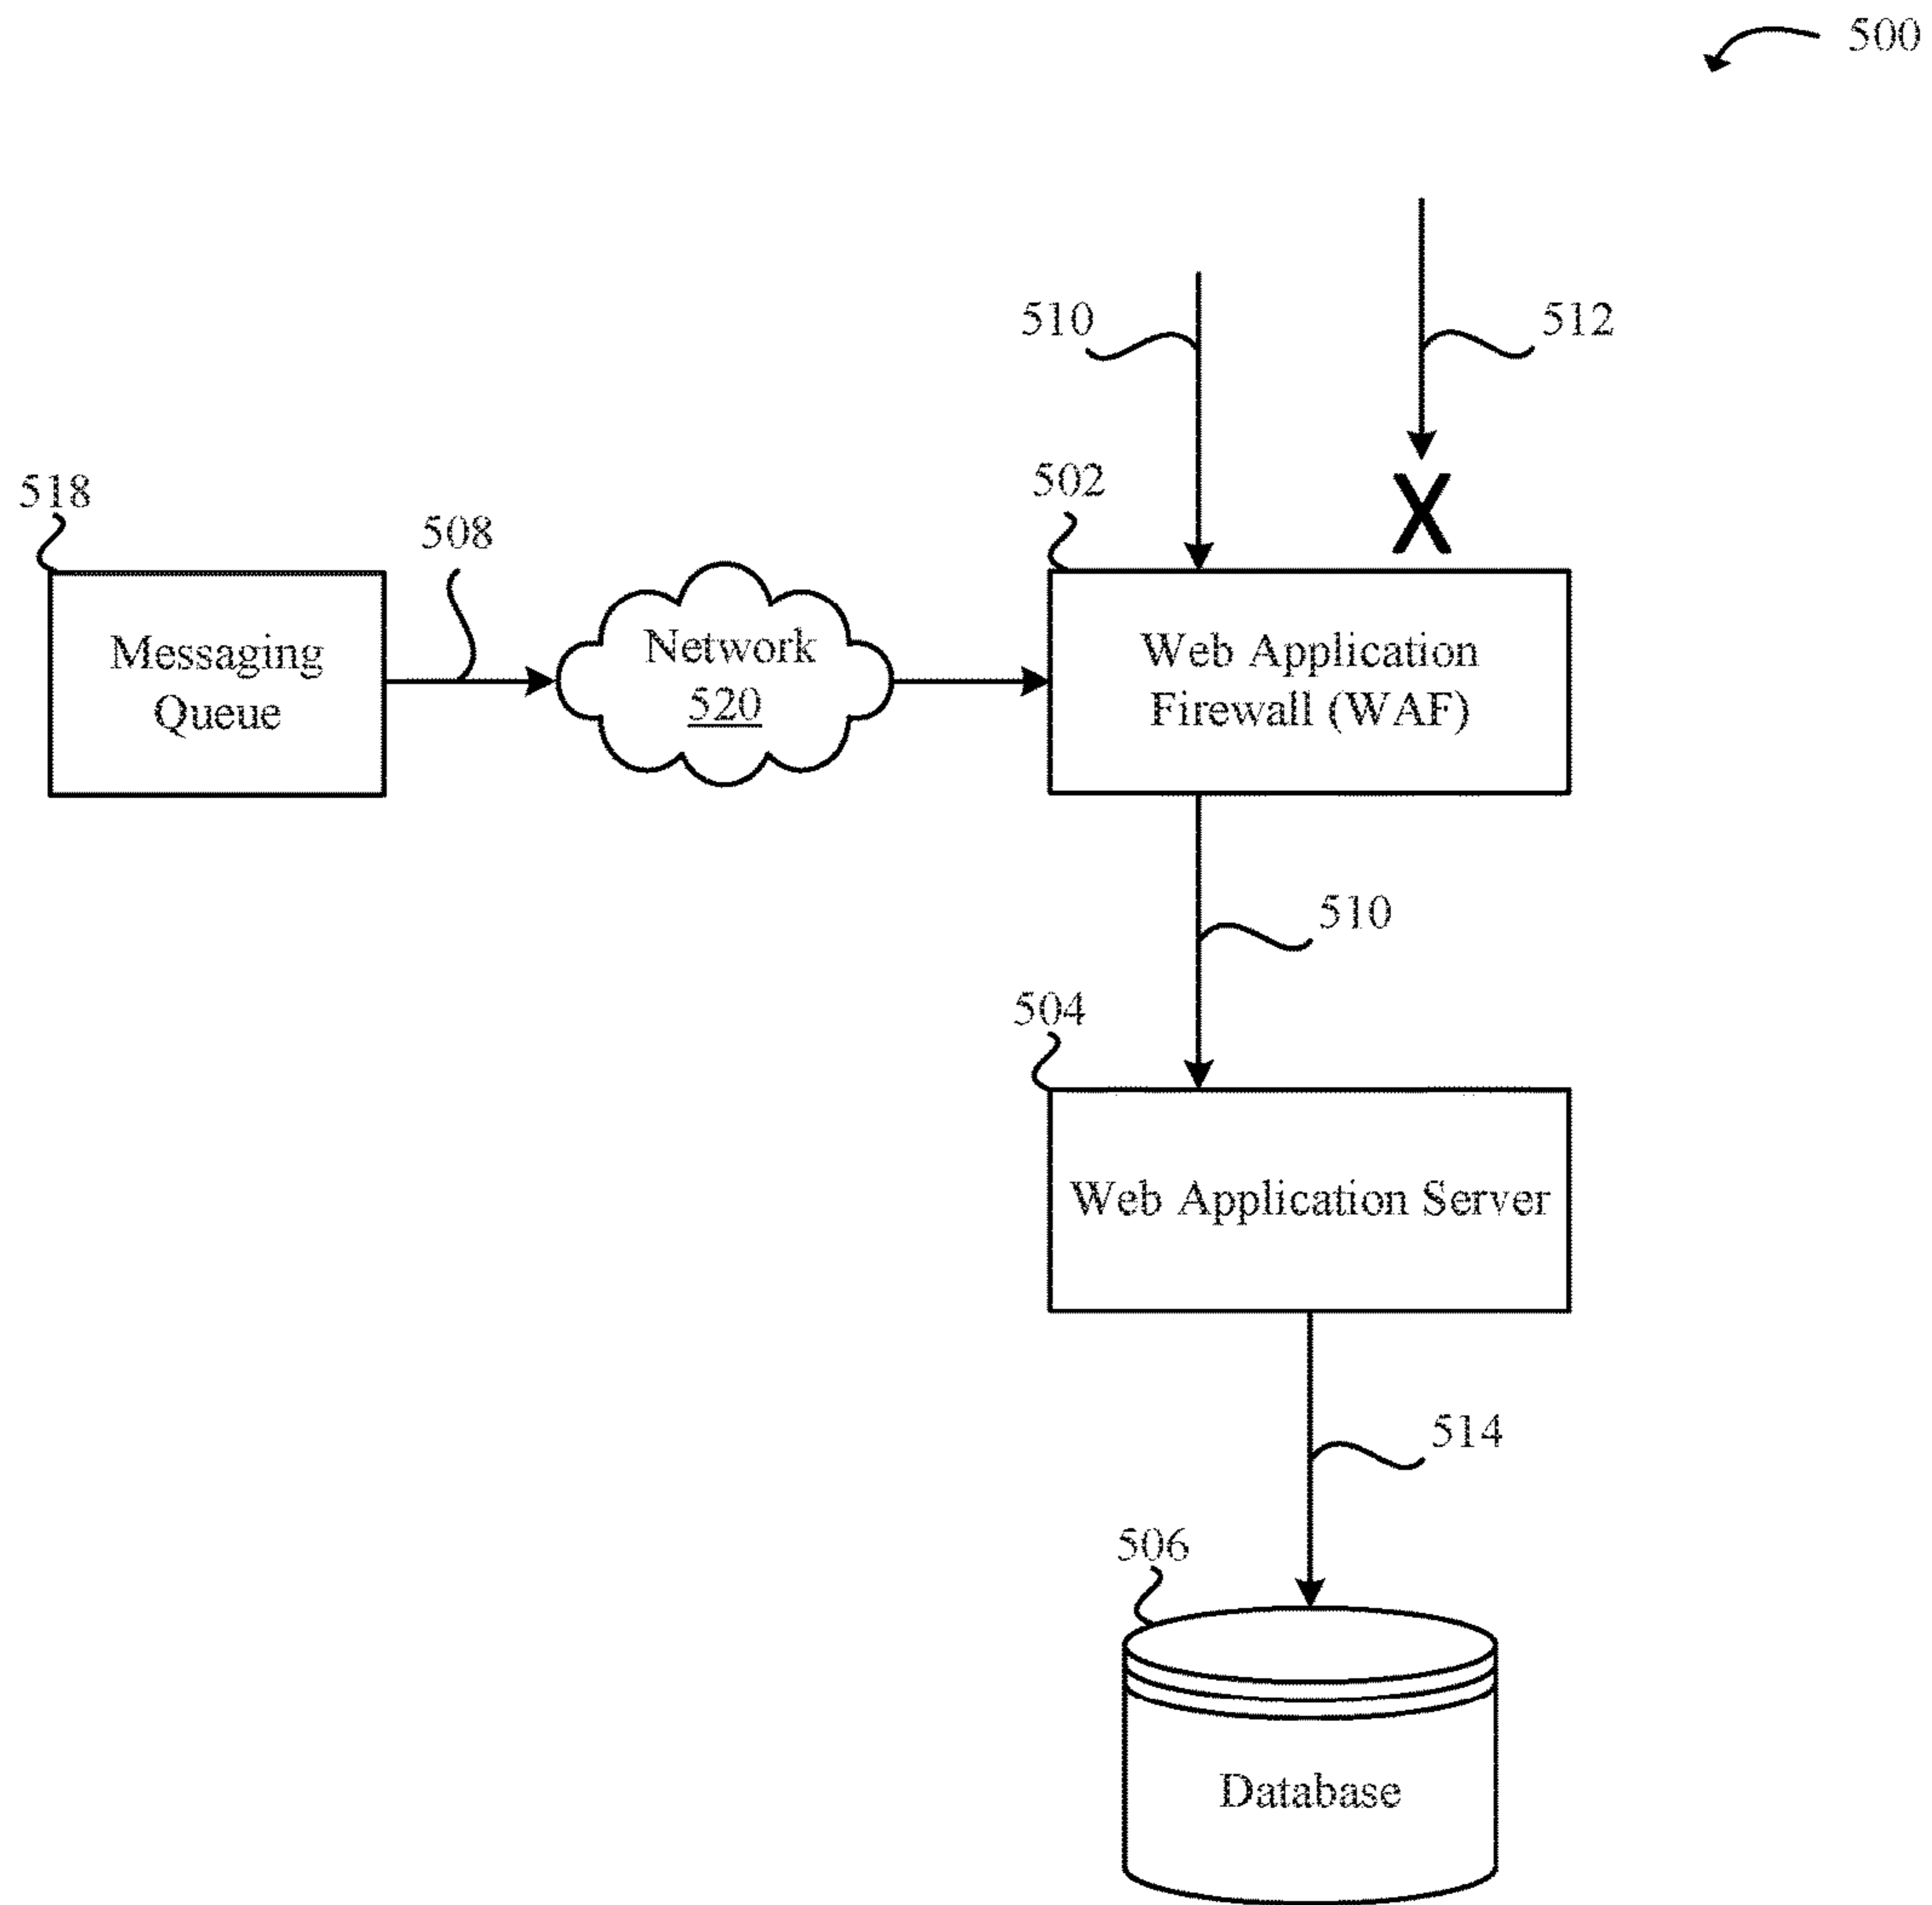 500
510
512
518
508
502
Messaging
Queue
Network
520
Web Application
Firewall (WAF)
510
504
Web Application Server
514
506
Database
X